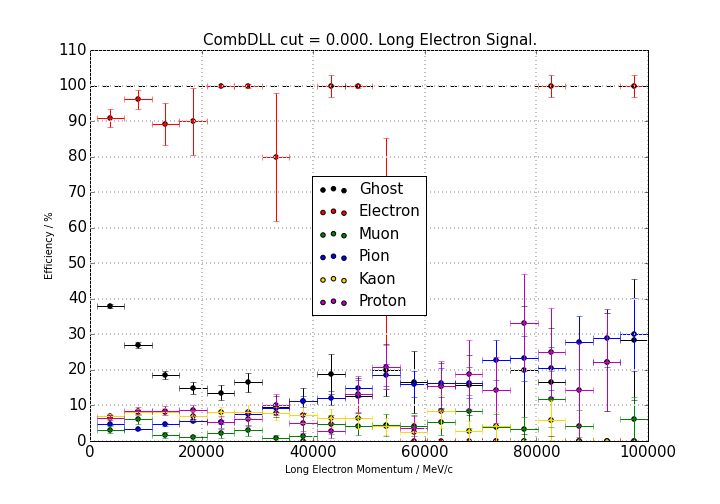 CombDLL cut = 0.000. Long Electron Signal.
110
100
90
80
70
60
50
40
30
20
10
0
Efficiency / %
Ghost
Electron
Muon
Pion
Kaon
Proton
0 20000 40000 60000 80000 100000
Long Electron Momentum / MeV/c